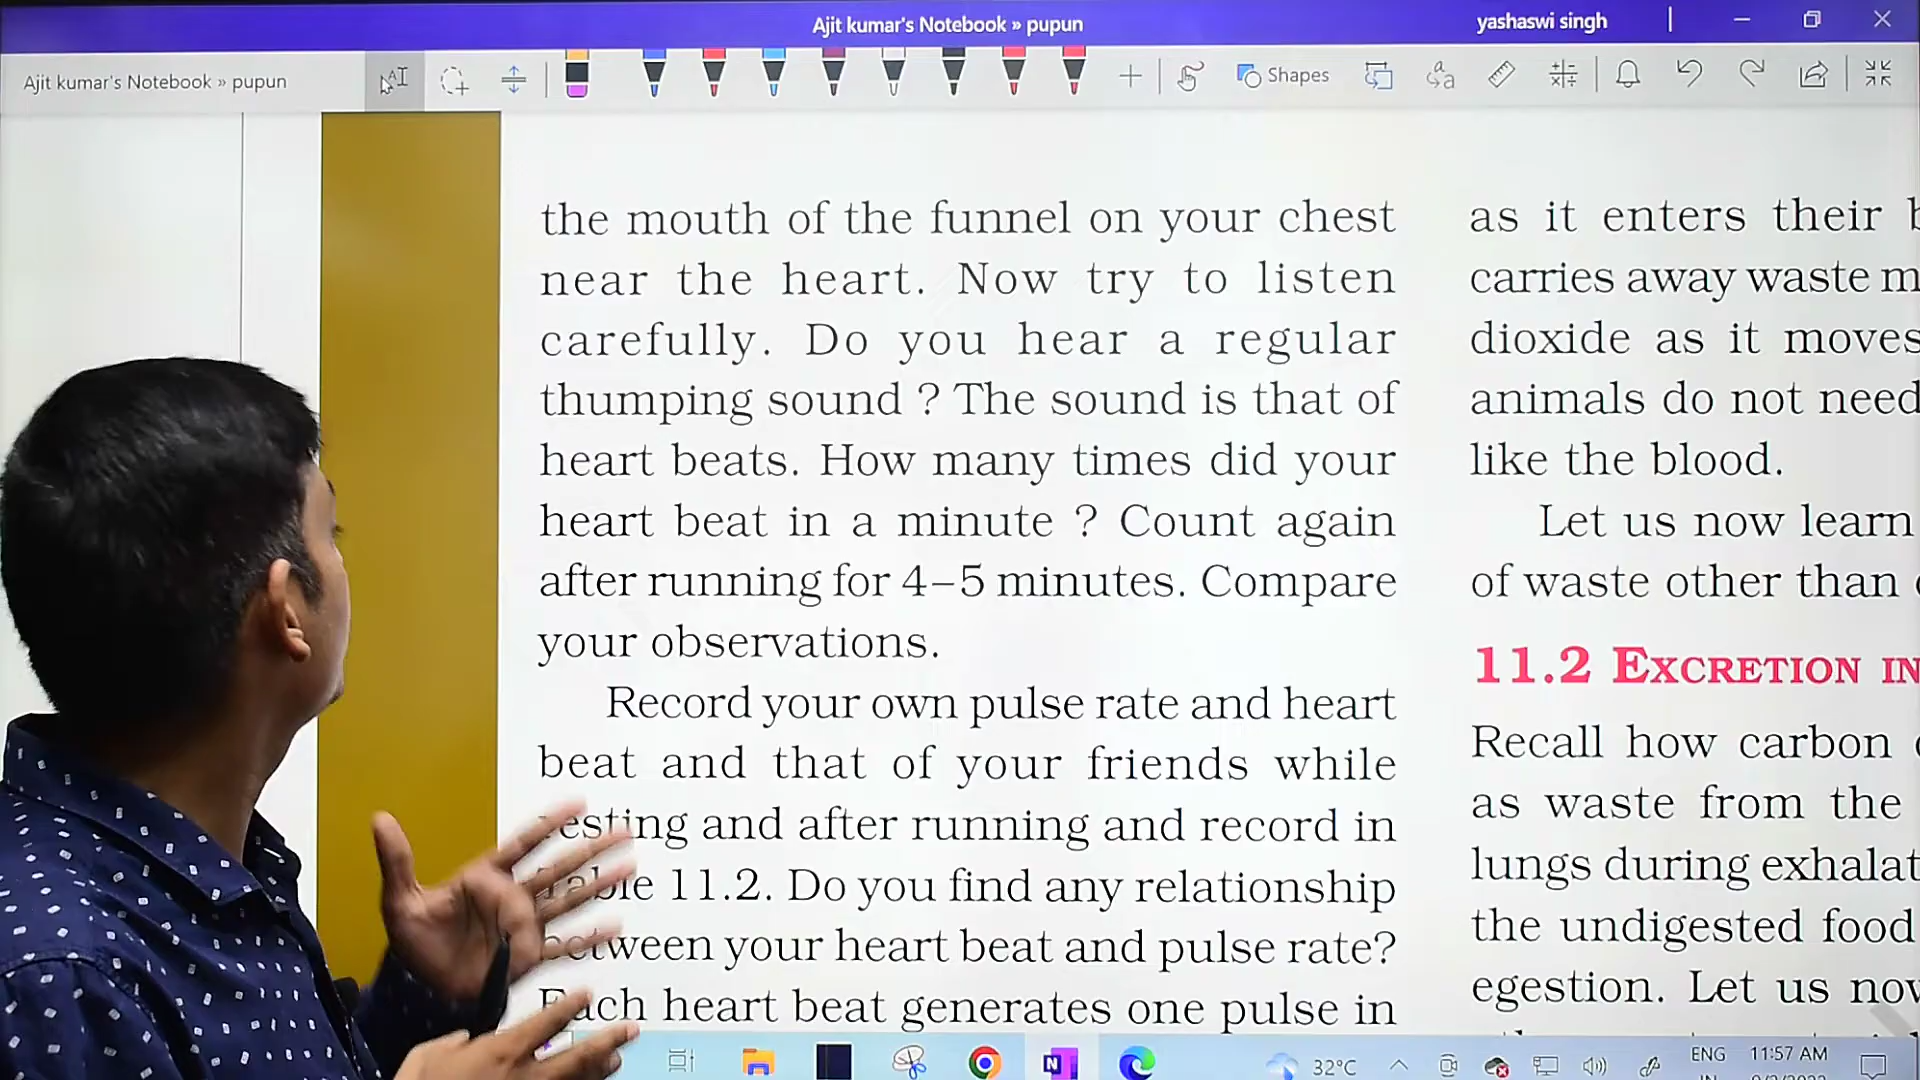 Ajit kumar's Notebook » pupun
yashaswi singh
Ajit kumar's Notebook » pupun
Shapes
the mouth of the funnel on your chest
near the heart. Now try to listen
carefully. Do you hear a regular
thumping sound ? The sound is that of
heart beats. How many times did your
heart beat in a minute ? Count again
after running for 4–5 minutes. Compare
your observations.
Record your own pulse rate and heart
beat and that of your friends while
resting and after running and record in
Table 11.2. Do you find any relationship
between your heart beat and pulse rate?
Each heart beat generates one pulse in
as it enters their
carries away waste
dioxide as it moves
animals do not need
like the blood.
Let us now learn
of waste other than
11.2 EXCRETION IN
Recall how carbon
as waste from the
lungs during exhalat
the undigested food
egestion. Let us now
32°C
ENG
11:57 AM